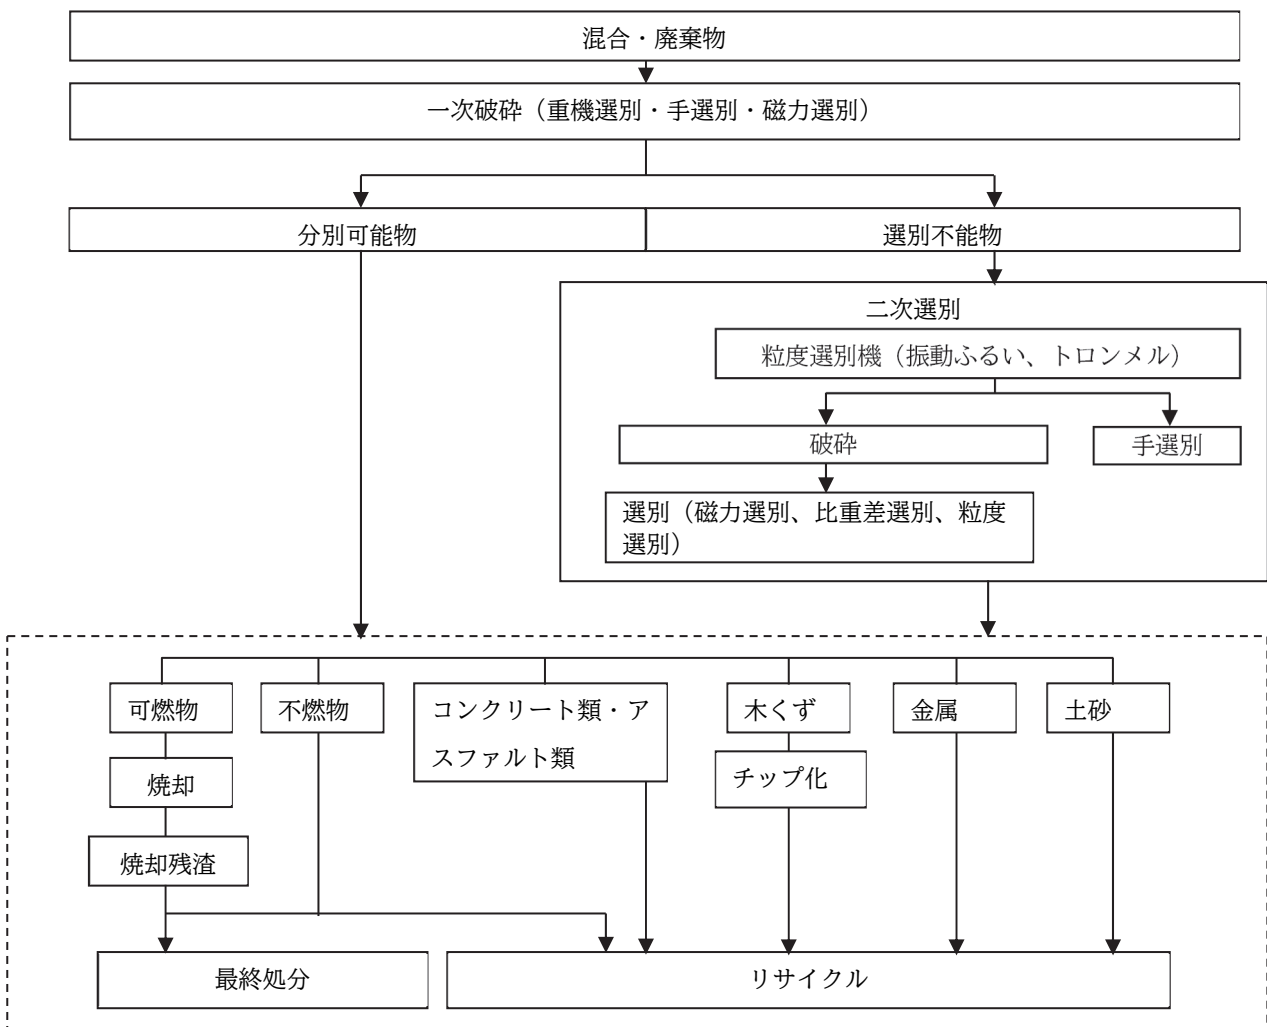 混合・廃棄物
一次破砕（重機選別・手選別・磁力選別）
分別可能物
選別不能物
二次選別
粒度選別機（振動ふるい、トロンメル）
破砕
手選別
選別（磁力選別、比重差選別、粒度
選別）
可燃物
不燃物
コンクリート類・ア
スファルト類
木くず
金属
土砂
焼却
チップ化
焼却残渣
最終処分
リサイクル